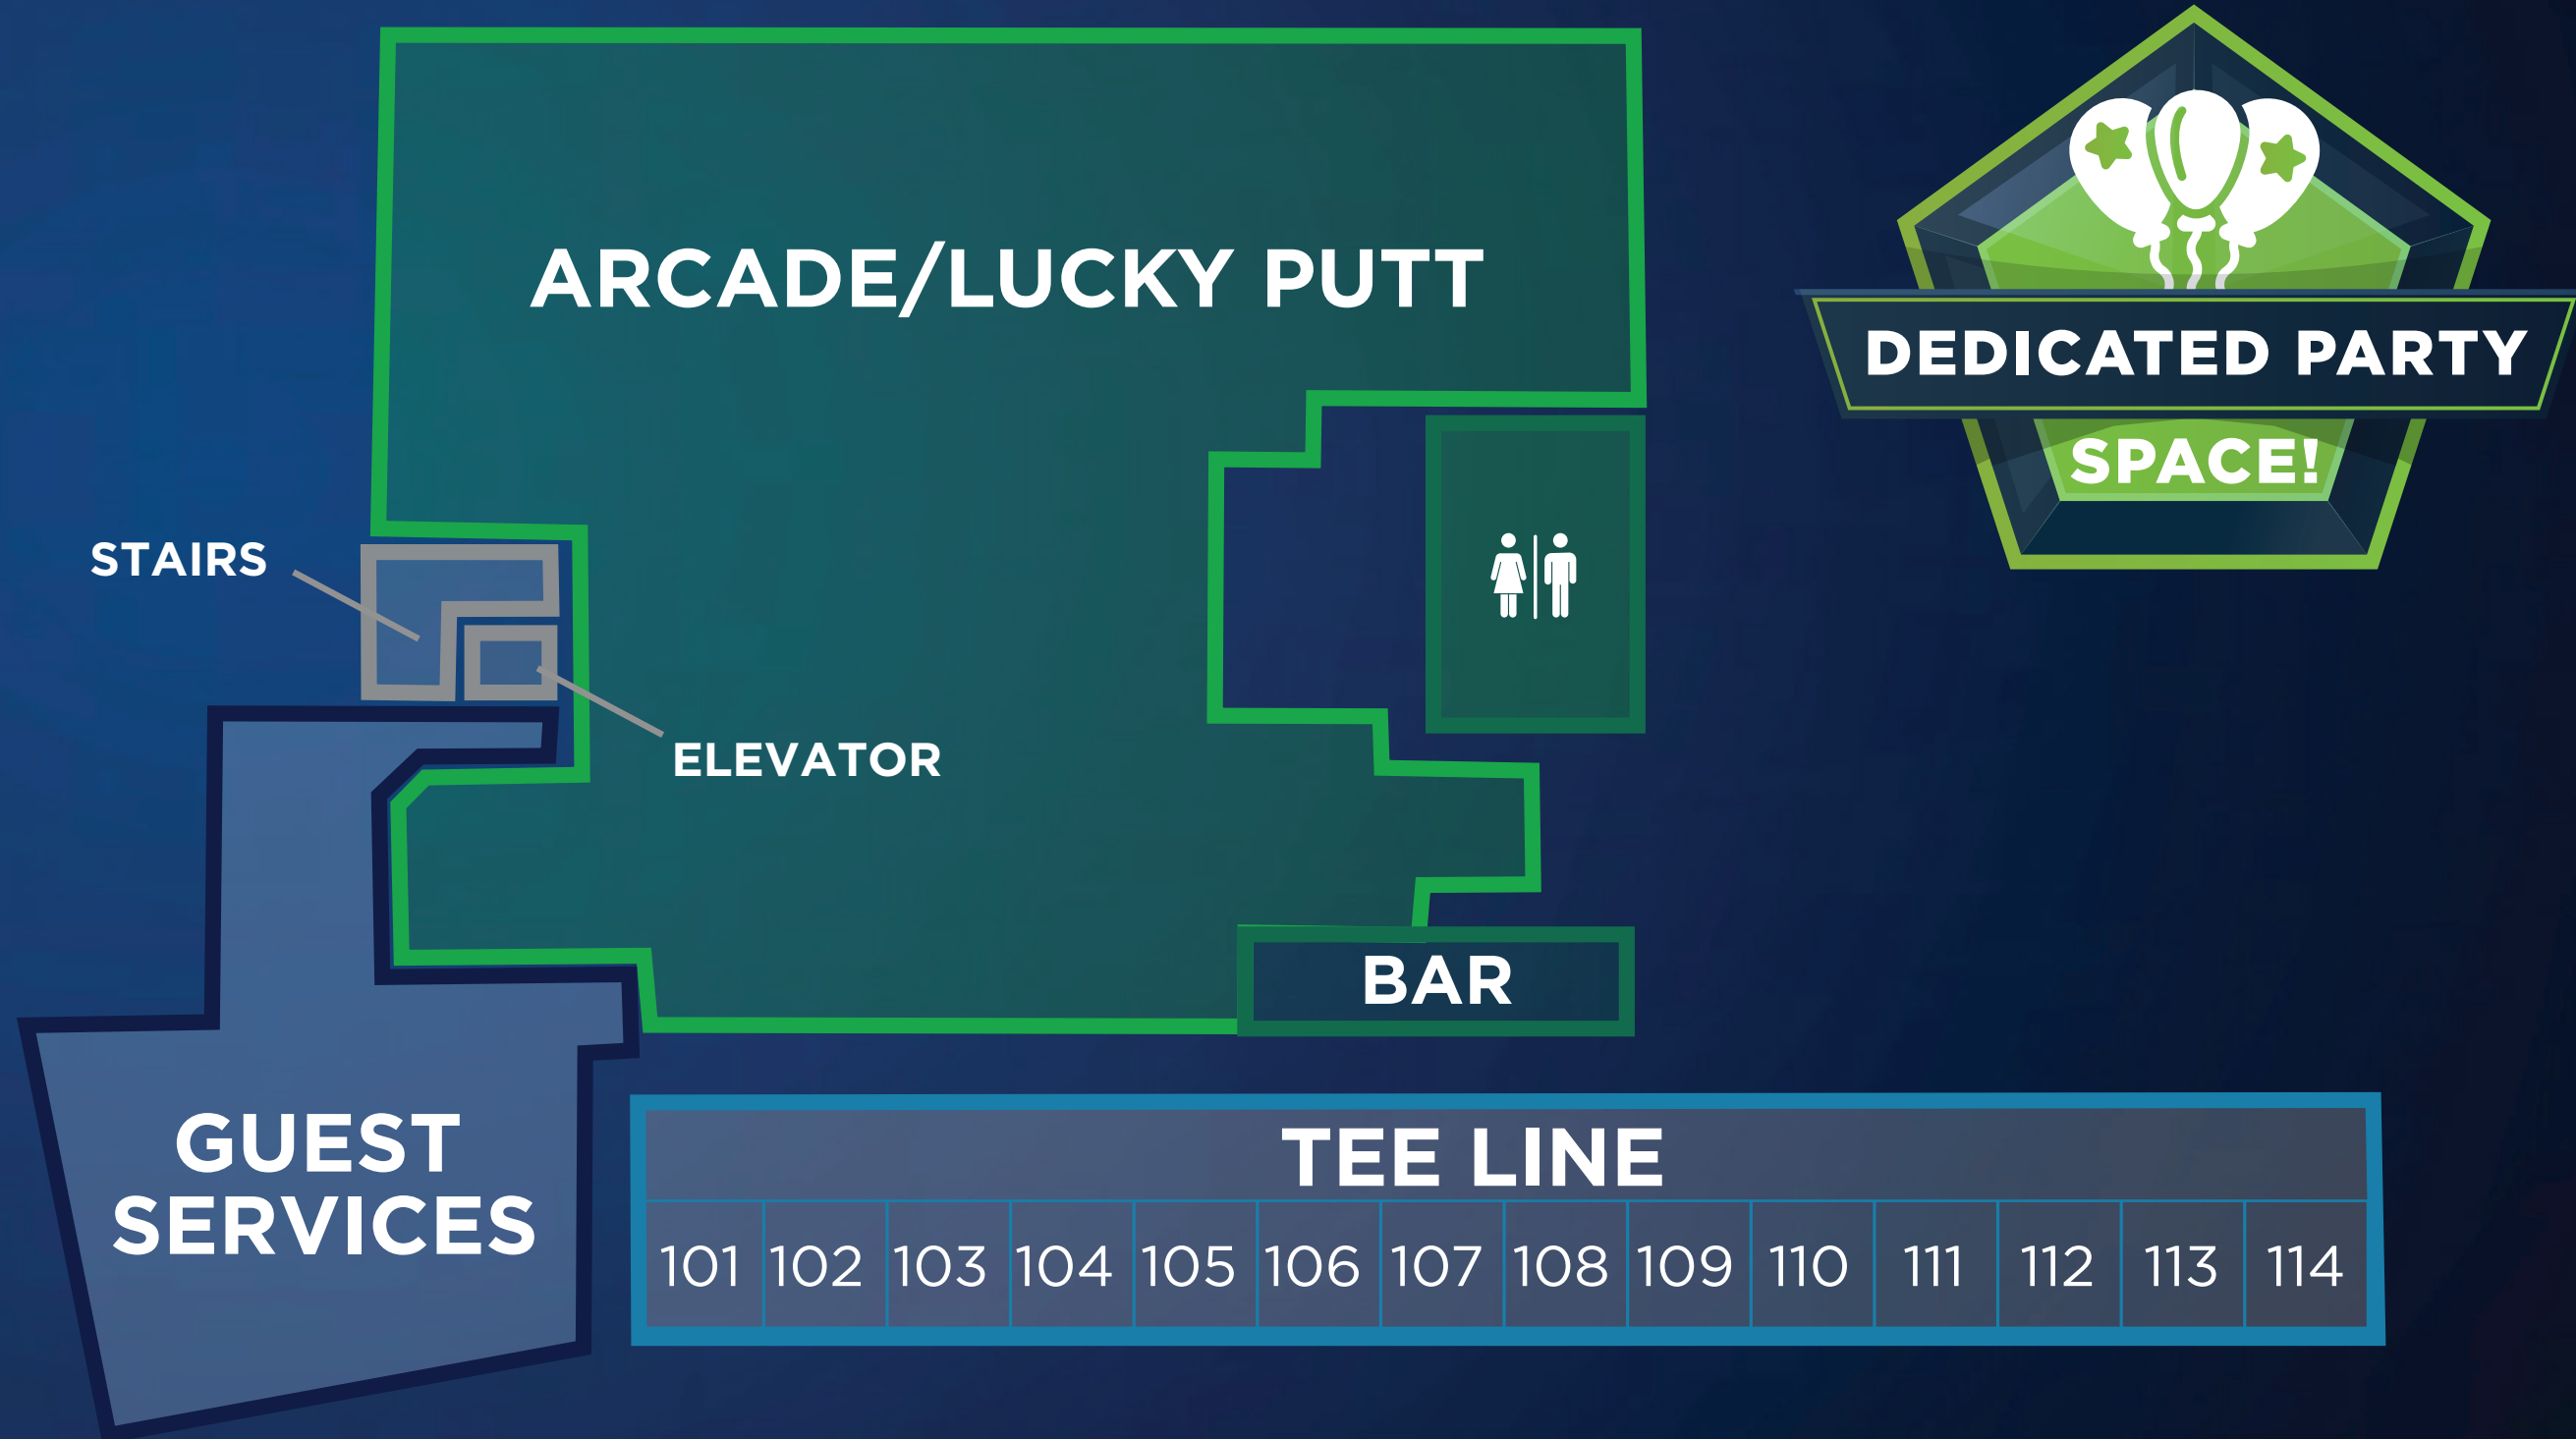 ARCADE/LUCKY PUTT
DEDICATED PARTY
SPACE!
STAIRS
ELEVATOR
BAR
GUEST
SERVICES
TEE LINE
101 102 103 104 105 106 107 108 109 110 111 112 113 114